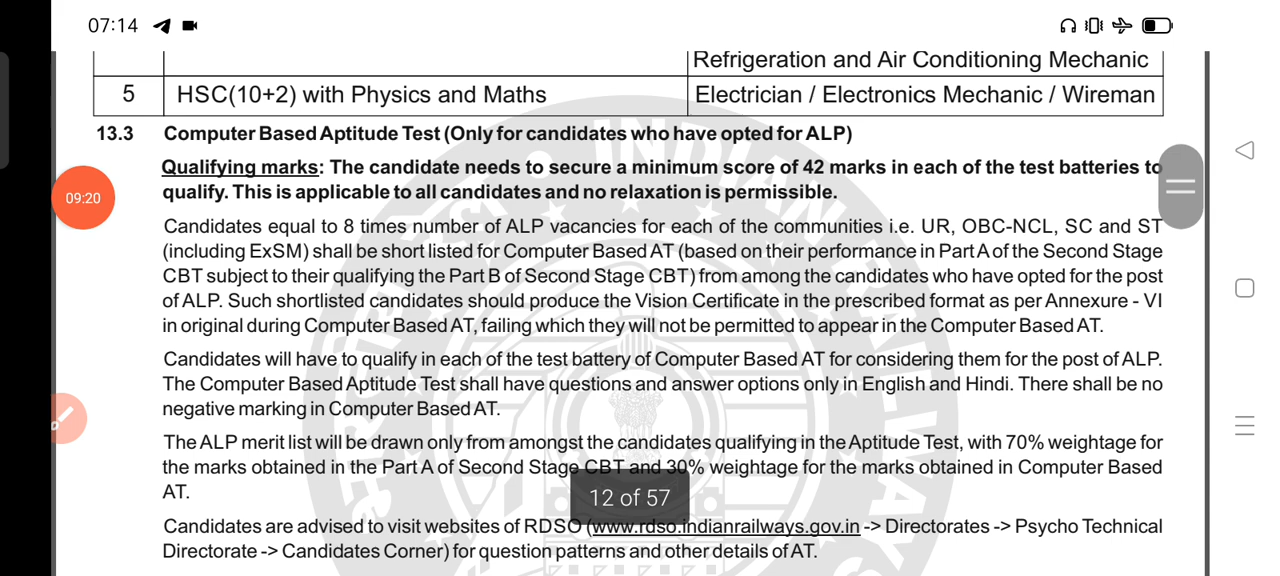 07:14
Refrigeration and Air Conditioning Mechanic
5 HSC(10+2) with Physics and Maths Electrician / Electronics Mechanic / Wireman
13.3 Computer Based Aptitude Test (Only for candidates who have opted for ALP)
Qualifying marks: The candidate needs to secure a minimum score of 42 marks in each of the test batteries to
qualify. This is applicable to all candidates and no relaxation is permissible.
09:20
Candidates equal to 8 times number of ALP vacancies for each of the communities i.e. UR, OBC-NCL, SC and ST
(including ExSM) shall be short listed for Computer Based AT (based on their performance in Part A of the Second Stage
CBT subject to their qualifying the Part B of Second Stage CBT) from among the candidates who have opted for the post
of ALP. Such shortlisted candidates should produce the Vision Certificate in the prescribed format as per Annexure - VI
in original during Computer Based AT, failing which they will not be permitted to appear in the Computer Based AT.
Candidates will have to qualify in each of the test battery of Computer Based AT for considering them for the post of ALP.
The Computer Based Aptitude Test shall have questions and answer options only in English and Hindi. There shall be no
negative marking in Computer Based AT.
The ALP merit list will be drawn only from amongst the candidates qualifying in the Aptitude Test, with 70% weightage for
the marks obtained in the Part A of Second Stage CBT and 30% weightage for the marks obtained in Computer Based
AT.
12 of 57
Candidates are advised to visit websites of RDSO (www.rdso.indianrailways.gov.in -> Directorates -> Psycho Technical
Directorate -> Candidates Corner) for question patterns and other details of AT.